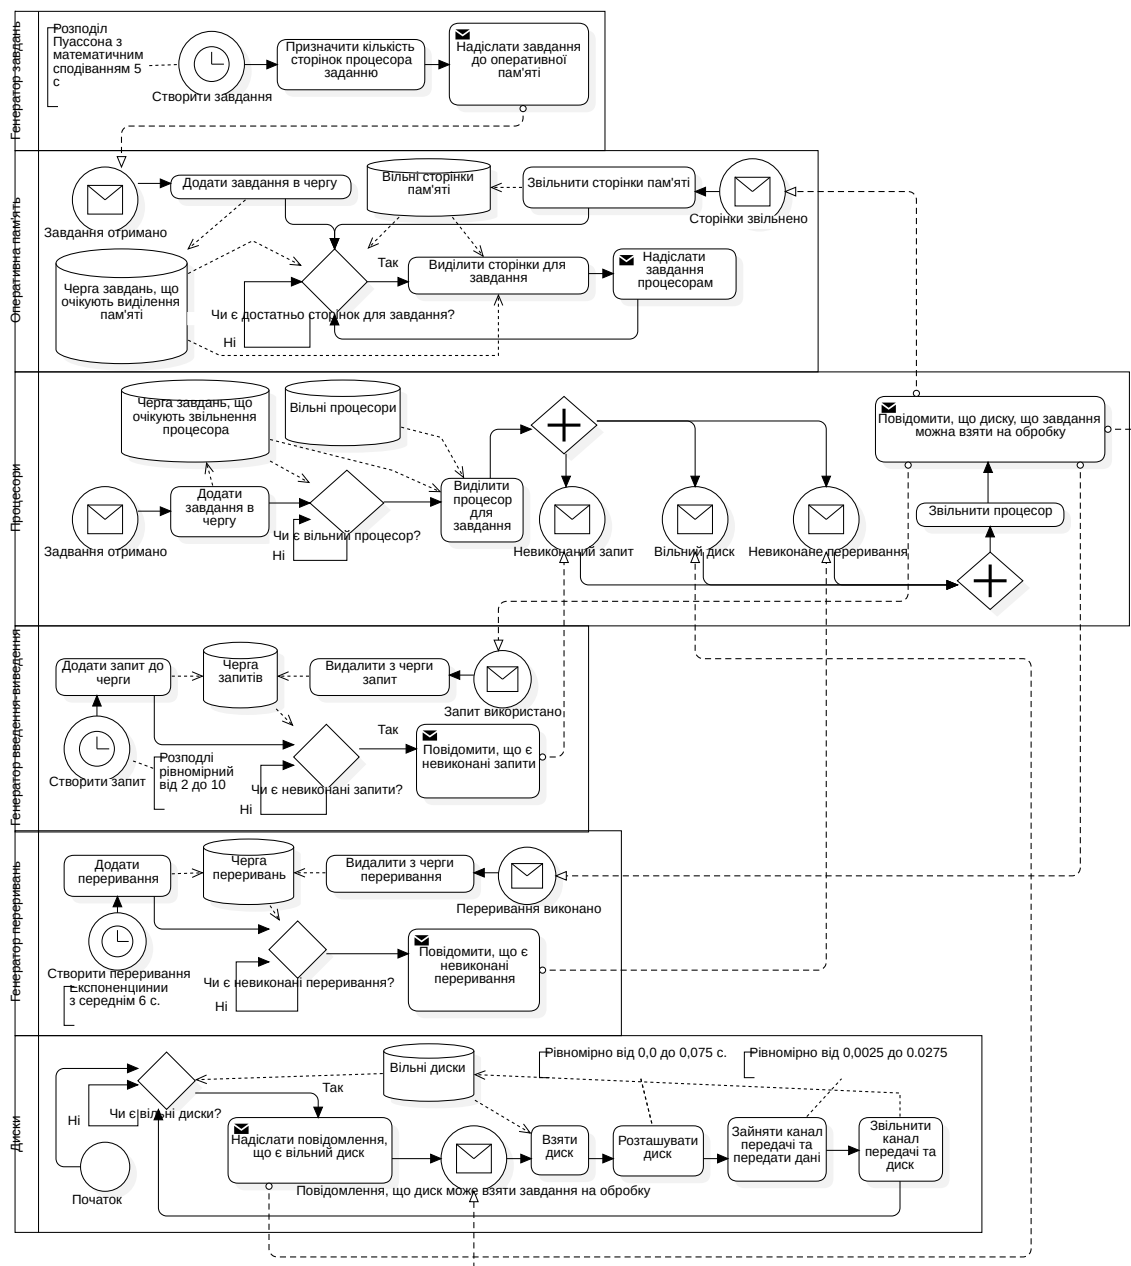 Генератор завдань
Розподіл
Пуассона з
математичним
сподіванням 5
с
Створити завдання
Призначити кількість
сторінок процесора
заданню
Надіслати завдання
до оперативної
пам'яті
Оперативна пам'ять
Завдання отримано
Додати завдання в чергу
Вільні сторінки
пам'яті
Звільнити сторінки пам'яті
Сторінки звільнено
Черга завдань, що
очікують виділення
пам'яті
Чи є достатньо сторінок для завдання?
Ні
Так
Виділити сторінки для
завдання
Надіслати
завдання
процесорам
Процесори
Черга завдань, що
очікують звільнення
процесора
Вільні процесори
Задвання отримано
Додати
завдання в
чергу
Чи є вільний процесор?
Ні
Виділити
процесор
для
завдання
Невиконаний запит
Вільний диск
Невиконане переривання
Повідомити, що диску, що завдання
можна взяти на обробку
Звільнити процесор
Генератор введення-виведення
Додати запит до
черги
Черга
запитів
Видалити з черги
запит
Запит використано
Створити запит
Розподлі
рівномірний
від 2 до 10
Чи є невиконані запити?
Ні
Так
Повідомити, що є
невиконані запити
Генератор переривань
Додати
переривання
Черга
переривань
Видалити з черги
переривання
Переривання виконано
Створити переривання
Експоненційний
з середнім 6 с.
Чи є невиконані переривання?
Ні
Повідомити, що є
невиконані
переривання
Диски
Початок
Ні
Чи є вільні диски?
Так
Вільні диски
Рівномірно від 0,0 до 0,075 с.
Рівномірно від 0,0025 до 0.0275
Надіслати повідомлення,
що є вільний диск
Повідомлення, що диск може взяти завдання на обробку
Взяти
диск
Розташувати
диск
Зайняти канал
передачі та
передати дані
Звільнити
канал
передачі та
диск